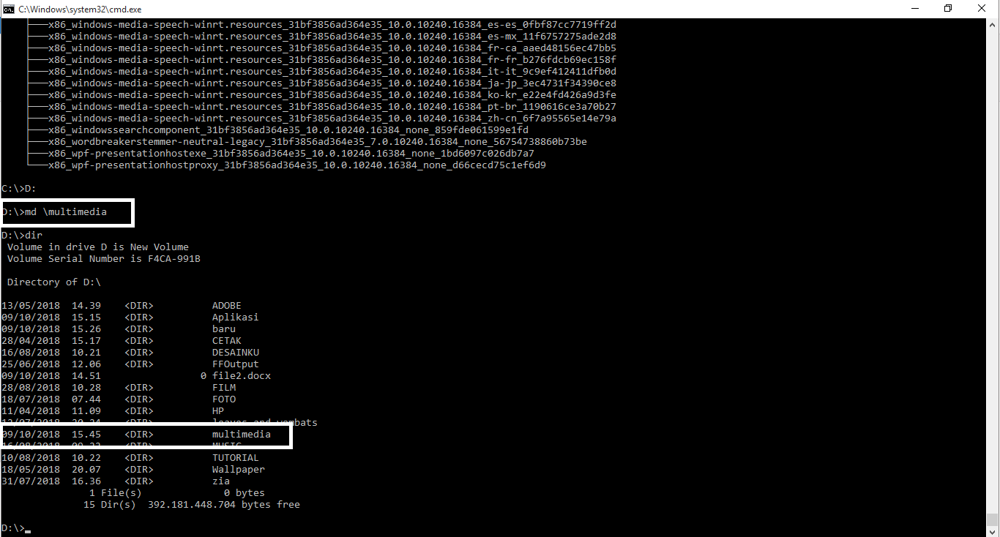 C:\Windows\system32\cmd.exe
├───x86_windows-media-speech-winrt.resources_31bf3856ad364e35_10.0.10240.16384_es-es_0fbf87cc7719ff2d
├───x86_windows-media-speech-winrt.resources_31bf3856ad364e35_10.0.10240.16384_es-mx_11f6757275ade2d8
├───x86_windows-media-speech-winrt.resources_31bf3856ad364e35_10.0.10240.16384_fr-ca_aaed48156ec47bb5
├───x86_windows-media-speech-winrt.resources_31bf3856ad364e35_10.0.10240.16384_fr-fr_b276fdcb69ec158f
├───x86_windows-media-speech-winrt.resources_31bf3856ad364e35_10.0.10240.16384_it-it_9c9ef412411dfb0d
├───x86_windows-media-speech-winrt.resources_31bf3856ad364e35_10.0.10240.16384_ja-jp_3ec4731f34390ce8
├───x86_windows-media-speech-winrt.resources_31bf3856ad364e35_10.0.10240.16384_ko-kr_e22e4fd426a9d3fe
├───x86_windows-media-speech-winrt.resources_31bf3856ad364e35_10.0.10240.16384_pt-br_1190616ce3a70b27
├───x86_windows-media-speech-winrt.resources_31bf3856ad364e35_10.0.10240.16384_zh-cn_6f7a95565e14e79a
├───x86_windowssearchcomponent_31bf3856ad364e35_10.0.10240.16384_none_859fde061599e1fd
├───x86_wordbreakerstemmer-neutral-legacy_31bf3856ad364e35_7.0.10240.16384_none_56754738860b73be
├───x86_wpf-presentationhostexe_31bf3856ad364e35_10.0.10240.16384_none_1bd6097c026db7a7
└───x86_wpf-presentationhostproxy_31bf3856ad364e35_10.0.10240.16384_none_d66cecd75c1ef6d9
C:\>D:
D:\>md \multimedia
D:\>dir
Volume in drive D is New Volume
Volume Serial Number is F4CA-991B
Directory of D:\
13/05/2018  14.39    <DIR>          ADOBE
09/10/2018  15.15    <DIR>          Aplikasi
09/10/2018  15.26    <DIR>          baru
28/04/2018  15.17    <DIR>          CETAK
16/08/2018  10.21    <DIR>          DESAINKU
25/06/2018  12.06    <DIR>          FFOutput
09/10/2018  14.51                 0 file2.docx
28/08/2018  10.28    <DIR>          FILM
18/07/2018  07.44    <DIR>          FOTO
11/04/2018  11.09    <DIR>          HP
<DIR>          leaves and wombats
09/10/2018  15.45    <DIR>          multimedia
<DIR>          MUSIC
10/08/2018  10.22    <DIR>          TUTORIAL
18/05/2018  20.07    <DIR>          Wallpaper
31/07/2018  16.36    <DIR>          zia
1 File(s)              0 bytes
15 Dir(s)  392.181.448.704 bytes free
D:\>